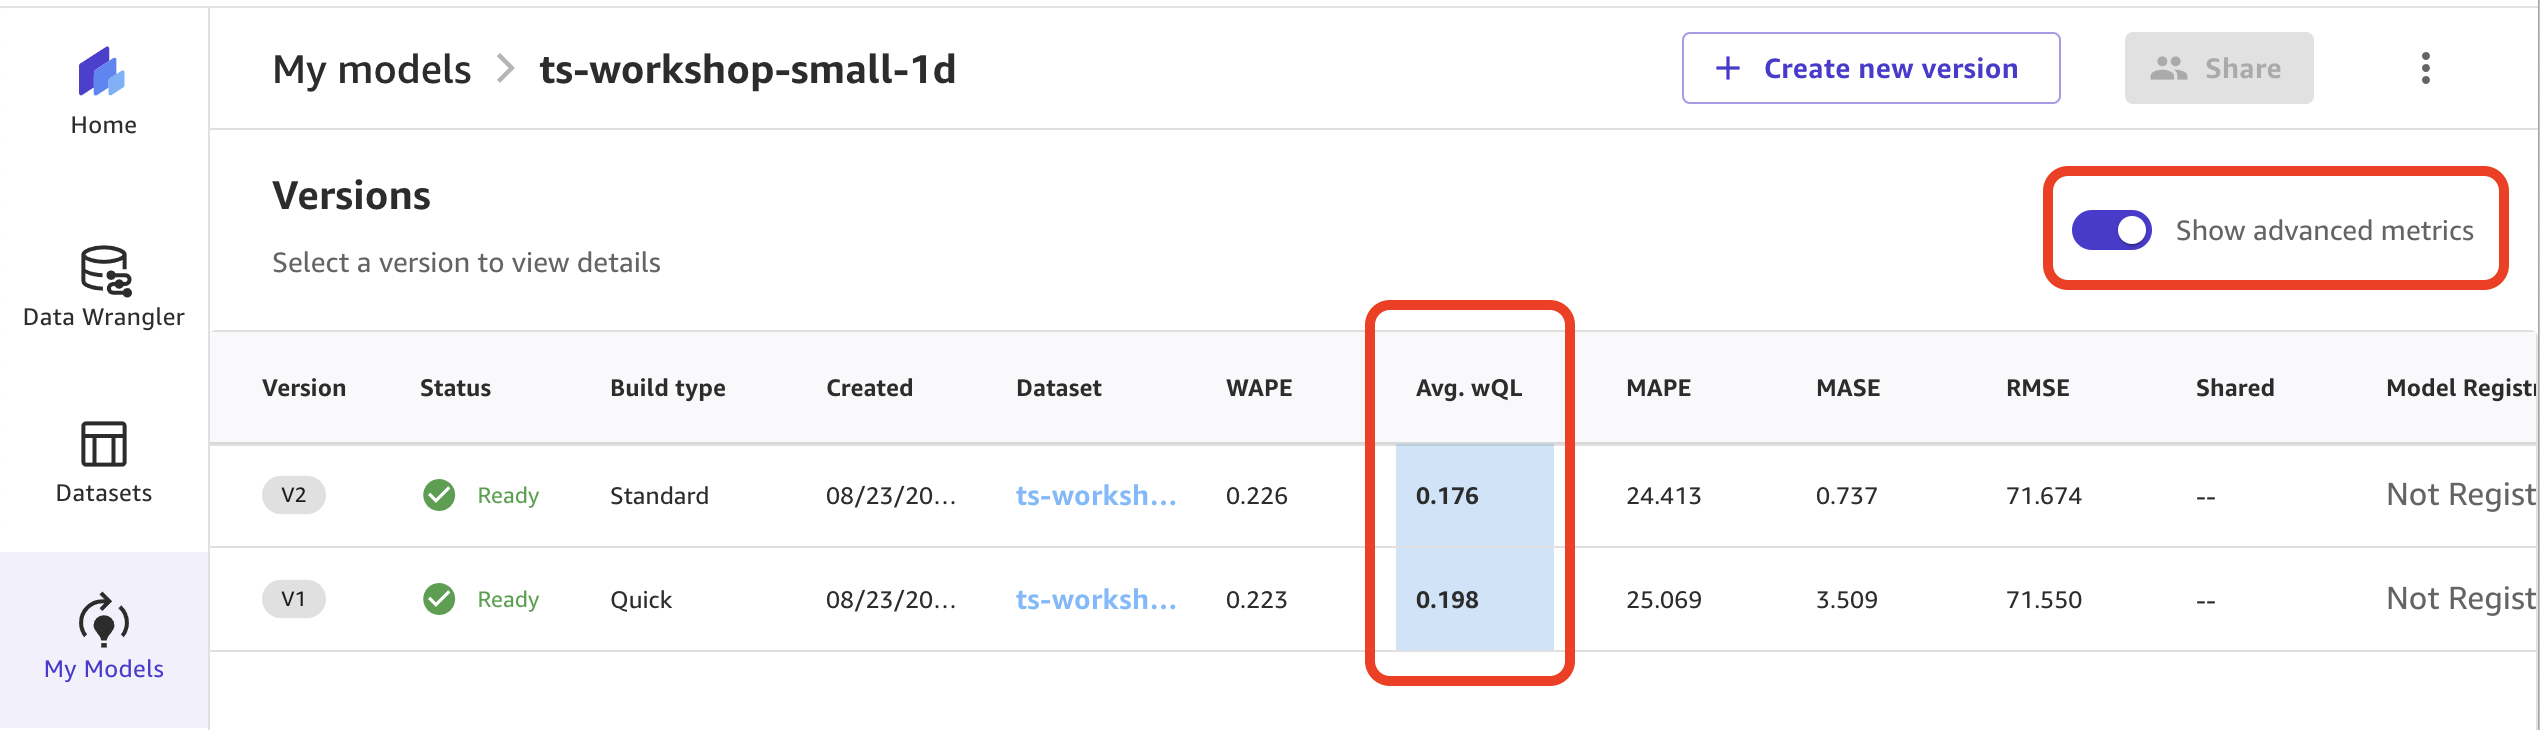 Home
Data Wrangler
Datasets
My Models
My models > ts-workshop-small-1d
+ Create new version
Share
Versions
Select a version to view details
Show advanced metrics
Version Status Build type Created Dataset WAPE Avg. wQL MAPE MASE RMSE Shared Model Regist
V2 Ready Standard 08/23/20... ts-worksh... 0.226 0.176 24.413 0.737 71.674 -- Not Regist
V1 Ready Quick 08/23/20... ts-worksh... 0.223 0.198 25.069 3.509 71.550 -- Not Regist